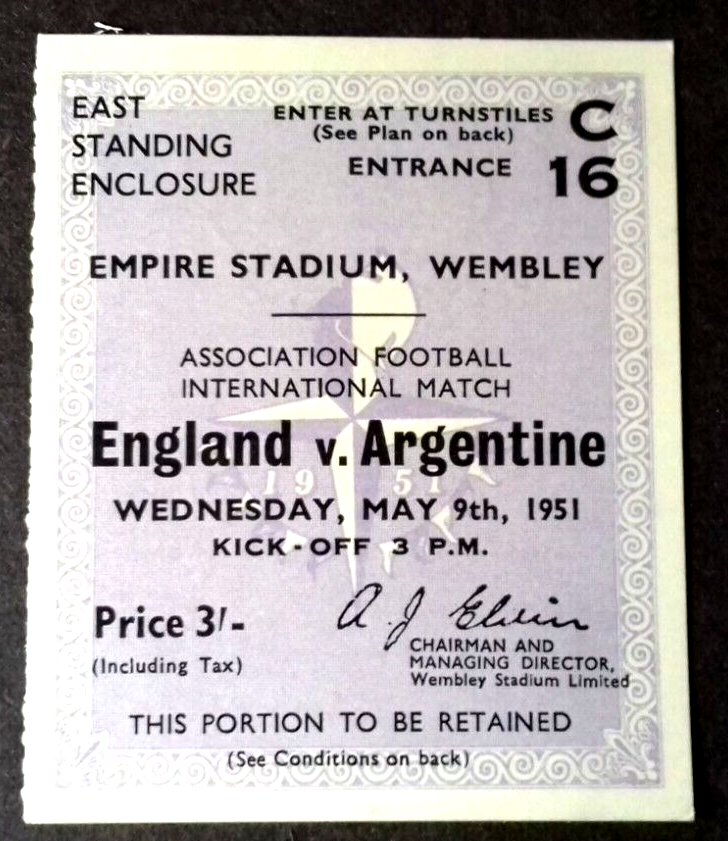 EAST
STANDING
ENCLOSURE
ENTER AT TURNSTILES C
(See Plan on back)
ENTRANCE 16
EMPIRE STADIUM, WEMBLEY
ASSOCIATION FOOTBALL
INTERNATIONAL MATCH
England v. Argentine
1951
WEDNESDAY, MAY 9th, 1951
KICK-OFF 3 P.M.
Price 3/-
(Including Tax)
A. J. Elvin
CHAIRMAN AND
MANAGING DIRECTOR,
Wembley Stadium Limited
THIS PORTION TO BE RETAINED
(See Conditions on back)